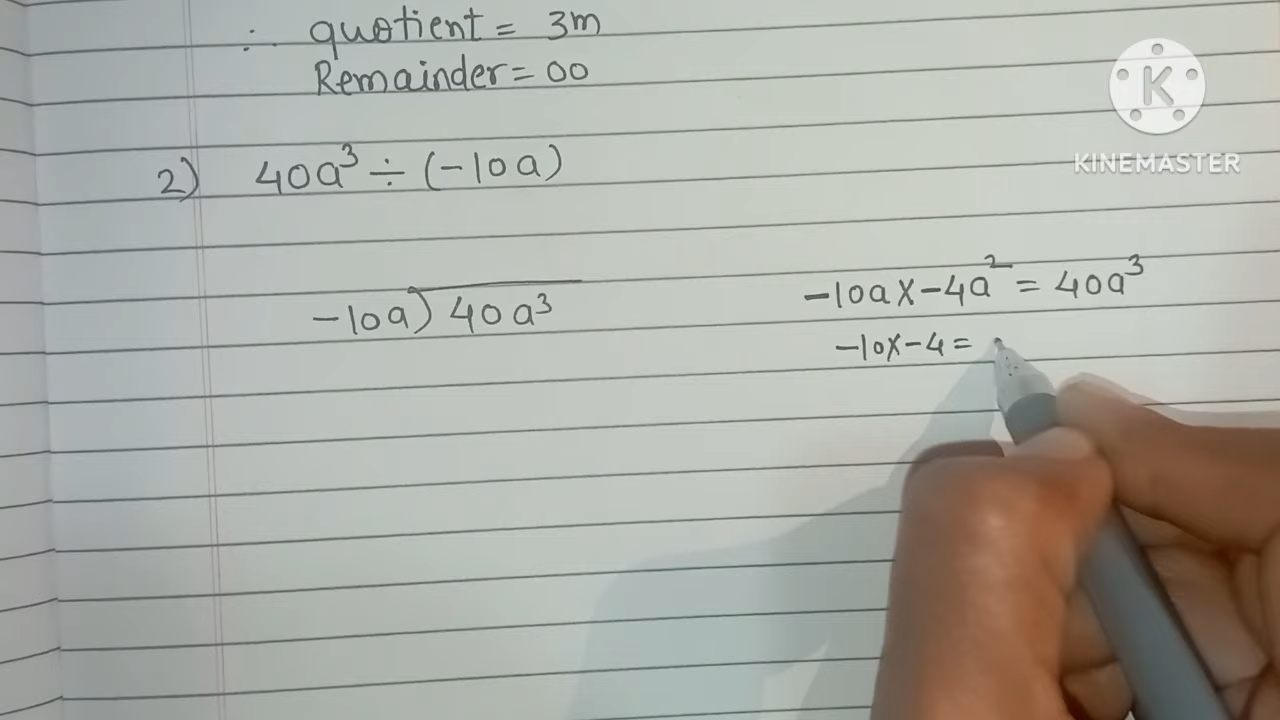 ∴ quotient = 3m
Remainder = 00
K
KINEMASTER
2) 40a³ ÷ (-10a)
-10a) 40a³
-10a x -4a² = 40a³
-10 x -4 =